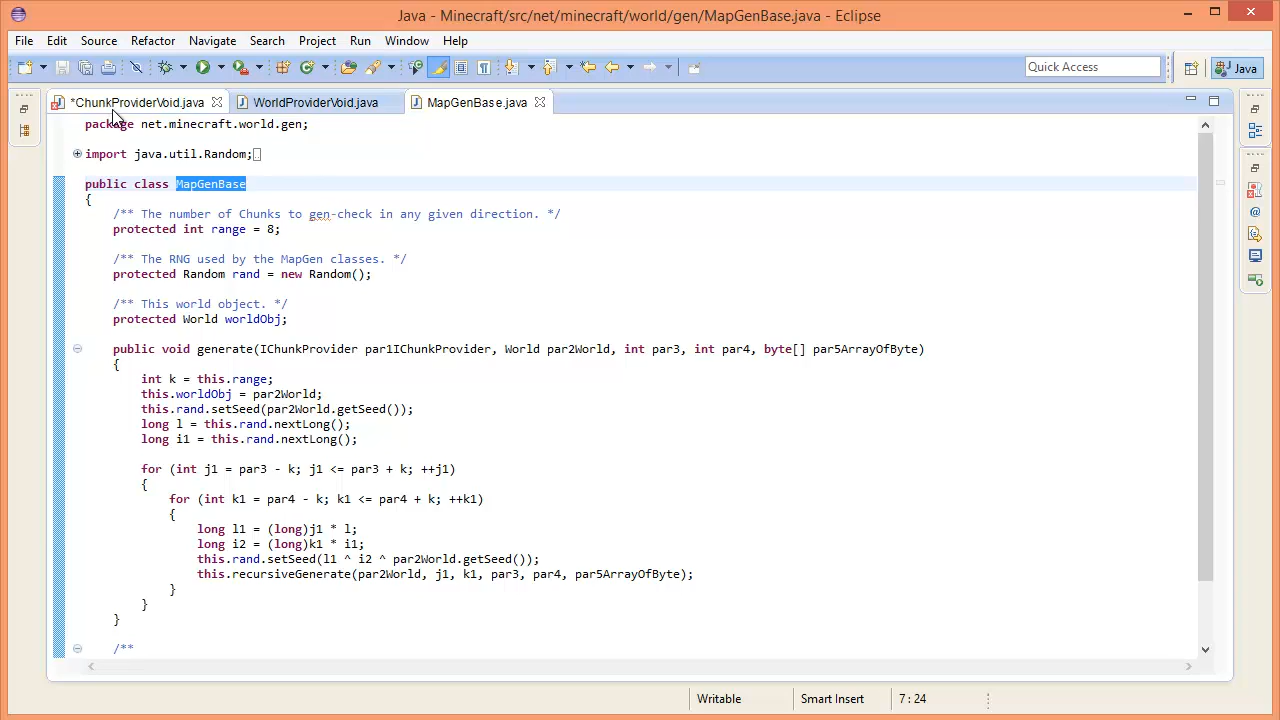 Java - Minecraft/src/net/minecraft/world/gen/MapGenBase.java - Eclipse
File Edit Source Refactor Navigate Search Project Run Window Help
Quick Access Java
*ChunkProviderVoid.java WorldProviderVoid.java MapGenBase.java
package net.minecraft.world.gen;
import java.util.Random;
public class MapGenBase
{
/** The number of Chunks to gen-check in any given direction. */
protected int range = 8;
/** The RNG used by the MapGen classes. */
protected Random rand = new Random();
/** This world object. */
protected World worldObj;
public void generate(IChunkProvider par1IChunkProvider, World par2World, int par3, int par4, byte[] par5ArrayOfByte)
{
int k = this.range;
this.worldObj = par2World;
this.rand.setSeed(par2World.getSeed());
long l = this.rand.nextLong();
long i1 = this.rand.nextLong();
for (int j1 = par3 - k; j1 <= par3 + k; ++j1)
{
for (int k1 = par4 - k; k1 <= par4 + k; ++k1)
{
long l1 = (long)j1 * l;
long i2 = (long)k1 * i1;
this.rand.setSeed(l1 ^ i2 ^ par2World.getSeed());
this.recursiveGenerate(par2World, j1, k1, par3, par4, par5ArrayOfByte);
}
}
}
/**
Writable Smart Insert 7 : 24